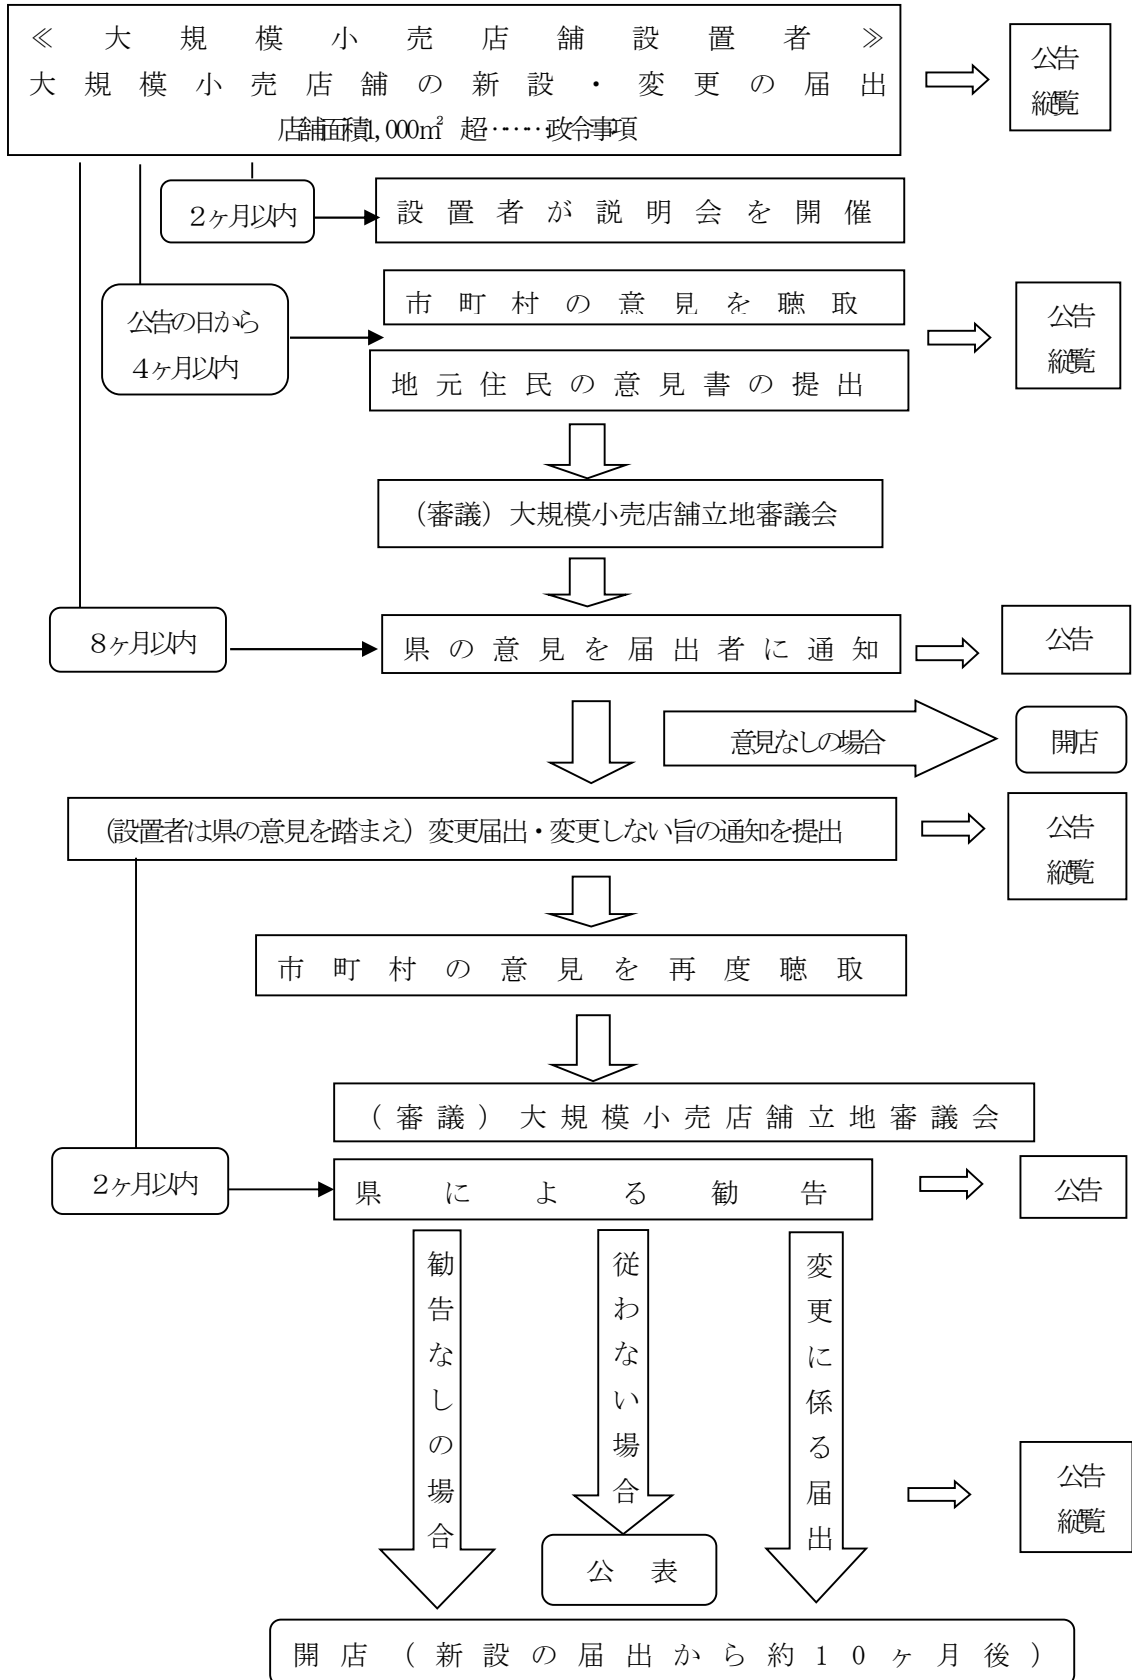 ≪大規模小売店舗設置者≫
大規模小売店舗の新設・変更の届出
店舗面積1,000㎡ 超‥‥‥政令事項
公告
縦覧
2ヶ月以内
設置者が説明会を開催
公告の日から
4ヶ月以内
市町村の意見を聴取
地元住民の意見書の提出
公告
縦覧
（審議）大規模小売店舗立地審議会
8ヶ月以内
県の意見を届出者に通知
公告
意見なしの場合
開店
（設置者は県の意見を踏まえ）変更届出・変更しない旨の通知を提出
公告
縦覧
市町村の意見を再度聴取
（審議）大規模小売店舗立地審議会
2ヶ月以内
県による勧告
公告
勧告なしの場合
従わない場合
変更に係る届出
公告
縦覧
公表
開店（新設の届出から約10ヶ月後）